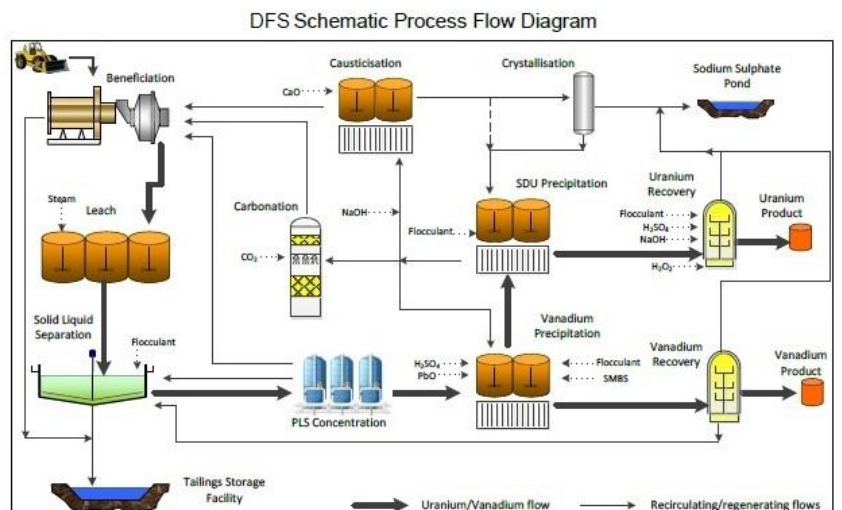 DFS Schematic Process Flow Diagram
Beneficiation
Causticisation
CaO
Crystallisation
Sodium Sulphate
Pond
Steam
Leach
Carbonation
NaOH
SDU Precipitation
Flocculant
Uranium
Recovery
Flocculant
H₂SO₄
NaOH
H₂O₂
Uranium
Product
CO₂
Solid Liquid
Separation
Flocculant
PLS Concentration
Vanadium
Precipitation
H₂SO₄
PbO
Flocculant
SMBS
Vanadium
Recovery
Vanadium
Product
Tailings Storage
Facility
Uranium/Vanadium flow
Recirculating/regenerating flows